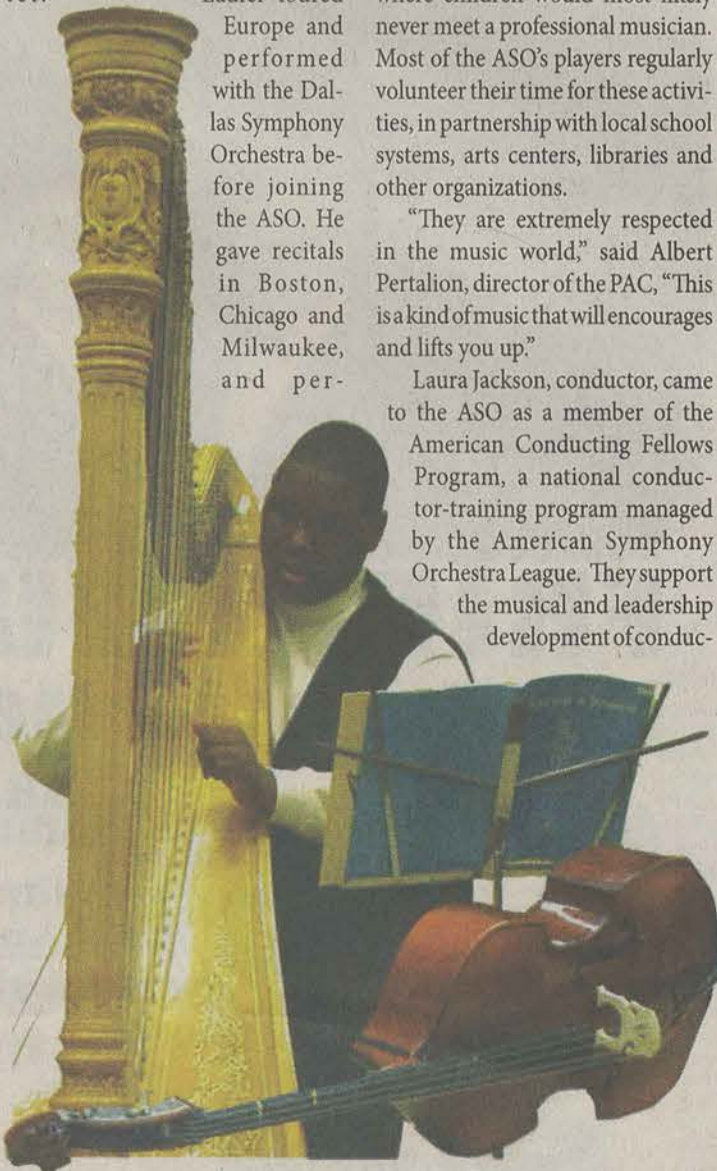 Europe and
performed
with the Dal-
las Symphony
Orchestra be-
fore joining
the ASO. He
gave recitals
in Boston,
Chicago and
Milwaukee,
and per-
never meet a professional musician.
Most of the ASO's players regularly
volunteer their time for these activi-
ties, in partnership with local school
systems, arts centers, libraries and
other organizations.
"They are extremely respected
in the music world," said Albert
Pertalion, director of the PAC, "This
is a kind of music that will encourages
and lifts you up."
Laura Jackson, conductor, came
to the ASO as a member of the
American Conducting Fellows
Program, a national conduc-
tor-training program managed
by the American Symphony
Orchestra League. They support
the musical and leadership
development of conduc-